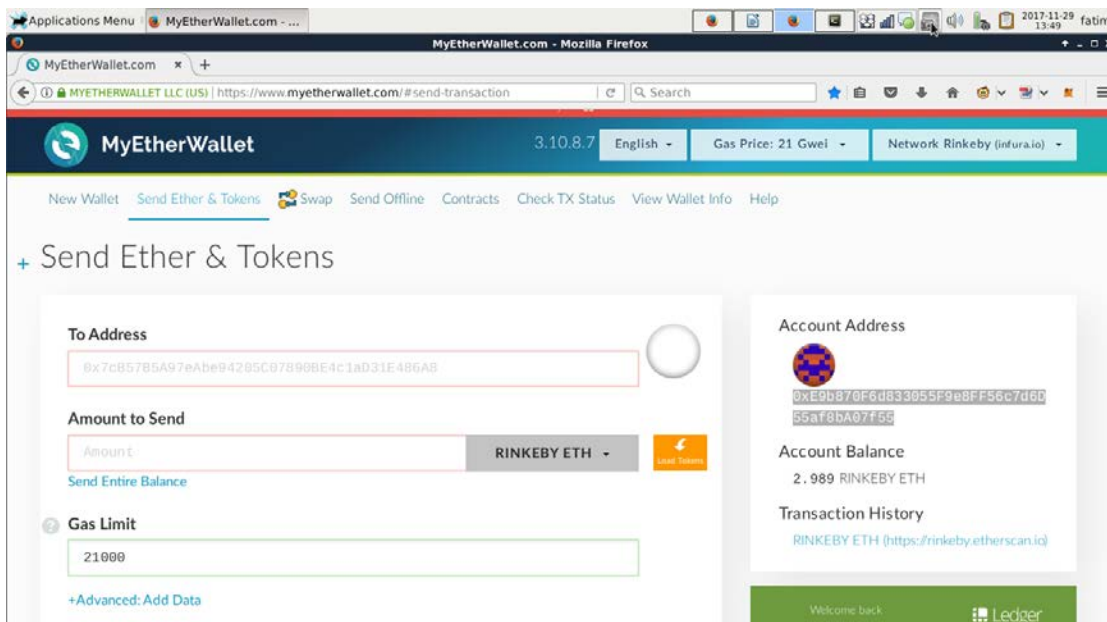 Applications Menu
MyEtherWallet.com - ...
2017-11-29
13:49
fatim
MyEtherWallet.com - Mozilla Firefox
MyEtherWallet.com × +
MYETHERWALLET LLC (US) | https://www.myetherwallet.com/#send-transaction
Search
MyEtherWallet
3.10.8.7
English
Gas Price: 21 Gwei
Network Rinkeby (infura.io)
New Wallet Send Ether & Tokens Swap Send Offline Contracts Check TX Status View Wallet Info Help
+ Send Ether & Tokens
To Address
Amount to Send
Amount
RINKEBY ETH
Load Tokens
Send Entire Balance
Gas Limit
21000
+Advanced: Add Data
Account Address
0xE9b870F6d833055F9e8FF56c7d6D
55af8bA07f55
Account Balance
2.989 RINKEBY ETH
Transaction History
RINKEBY ETH (https://rinkeby.etherscan.io)
Welcome back
Ledger